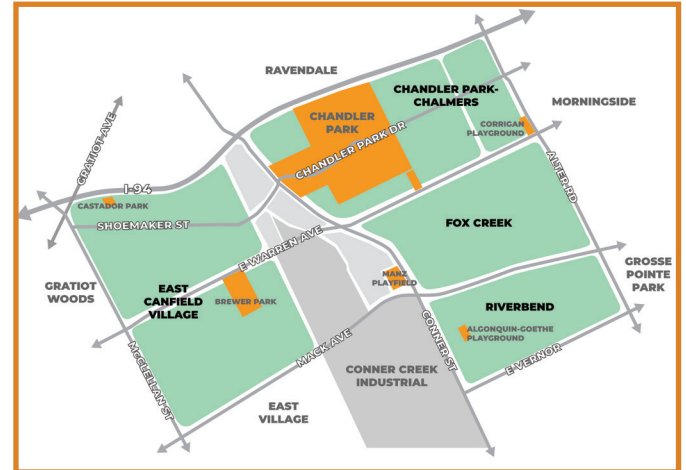 RAVENDALE
CHANDLER PARK-
CHALMERS
CHANDLER
PARK
MORNINGSIDE
CORRIGAN
PLAYGROUND
CHANDLER PARK DR
GRATIOT AVE
I-94
CASTADOR PARK
SHOEMAKER ST
ALTER RD
FOX CREEK
E WARREN AVE
GRATIOT
WOODS
EAST
CANFIELD
VILLAGE
BREWER PARK
MANZ
PLAYFIELD
GROSSE
POINTE
PARK
RIVERBEND
ALGONQUIN-GOETHE
PLAYGROUND
McCLELLAN ST
MACK AVE
CONNER ST
E VERNOR
CONNER CREEK
INDUSTRIAL
EAST
VILLAGE